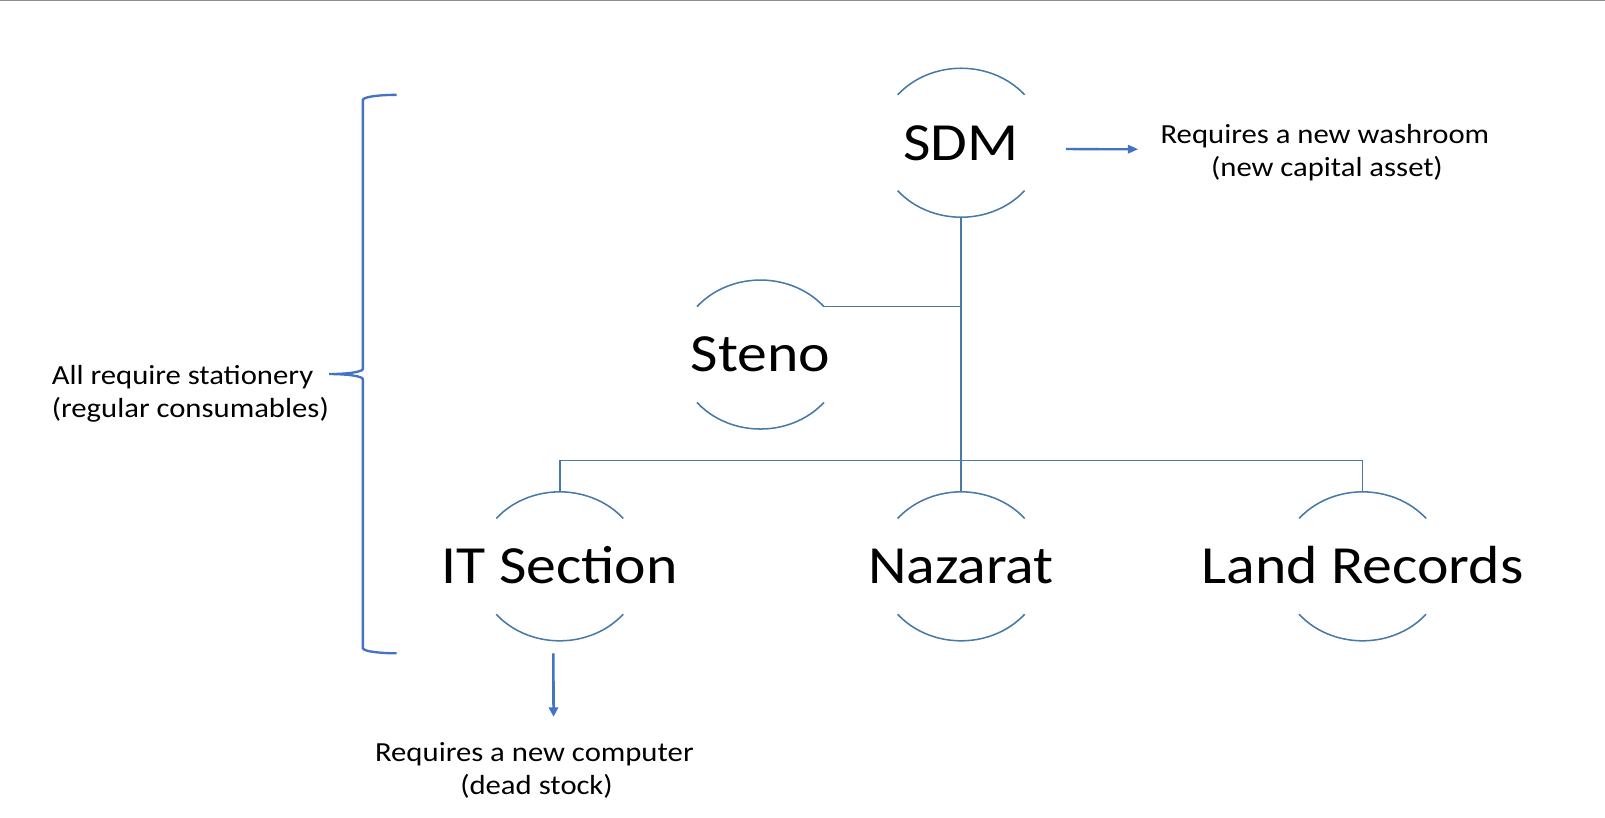 SDM
Requires a new washroom
(new capital asset)
Steno
All require stationery
(regular consumables)
IT Section
Nazarat
Land Records
Requires a new computer
(dead stock)